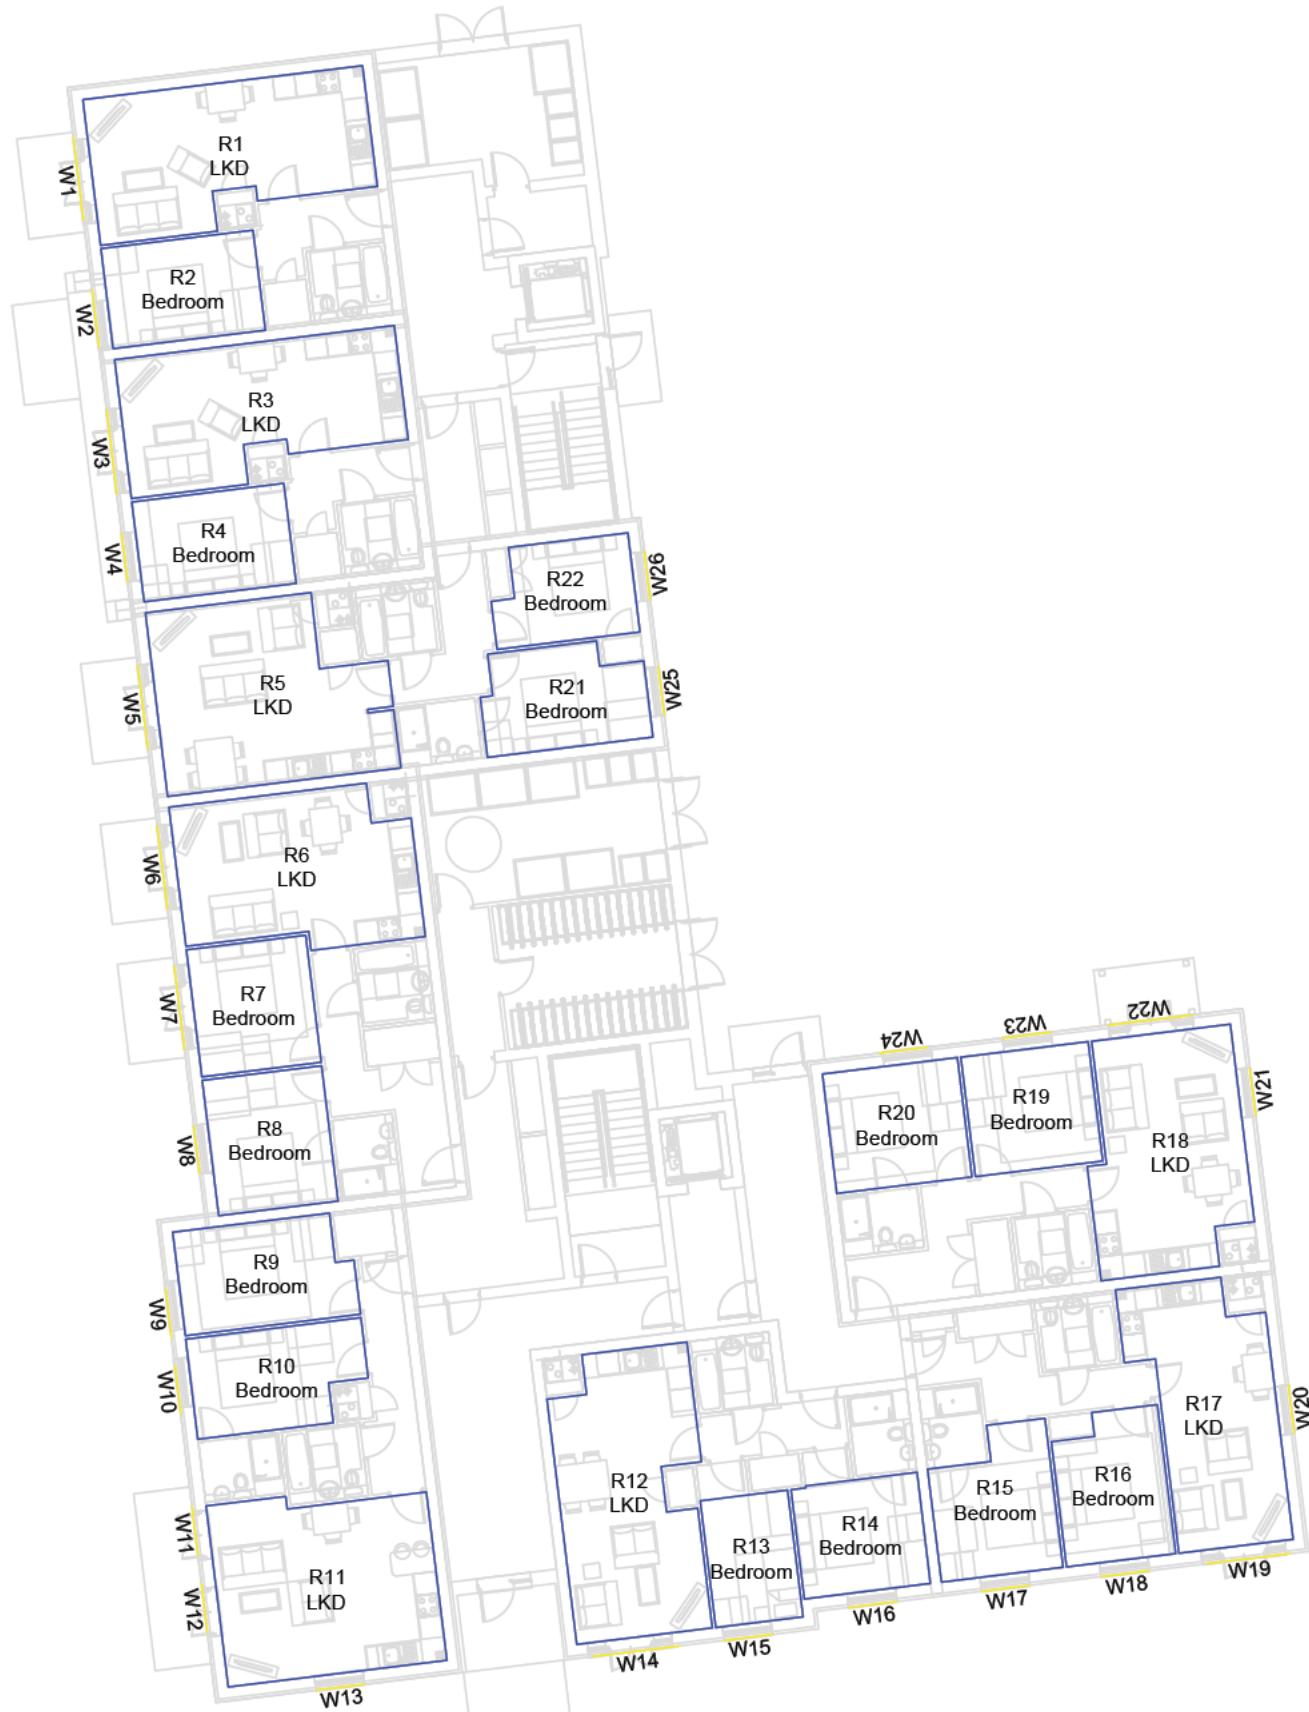 R1
LKD
W1
R2
Bedroom
W2
R3
LKD
W3
R4
Bedroom
W4
R22
Bedroom
W26
R5
LKD
W5
R21
Bedroom
W25
R6
LKD
W6
R7
Bedroom
W7
R8
Bedroom
W8
W24
W23
W22
R20
Bedroom
R19
Bedroom
R18
LKD
W21
R9
Bedroom
W9
R10
Bedroom
W10
R17
LKD
W20
R12
LKD
R15
Bedroom
R16
Bedroom
W11
R11
LKD
W12
R13
Bedroom
R14
Bedroom
W13
W14
W15
W16
W17
W18
W19